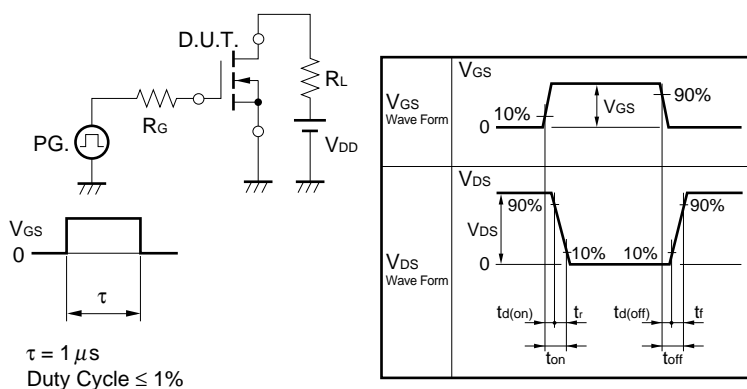 D.U.T.
RL
RG
PG.
VDD
VGS
0
τ
τ = 1 μs
Duty Cycle ≤ 1%
VGS
Wave Form
VGS
10%
VGS
90%
0
VDS
Wave Form
VDS
90%
VDS
90%
10%
10%
0
td(on)
tr
td(off)
tf
ton
toff